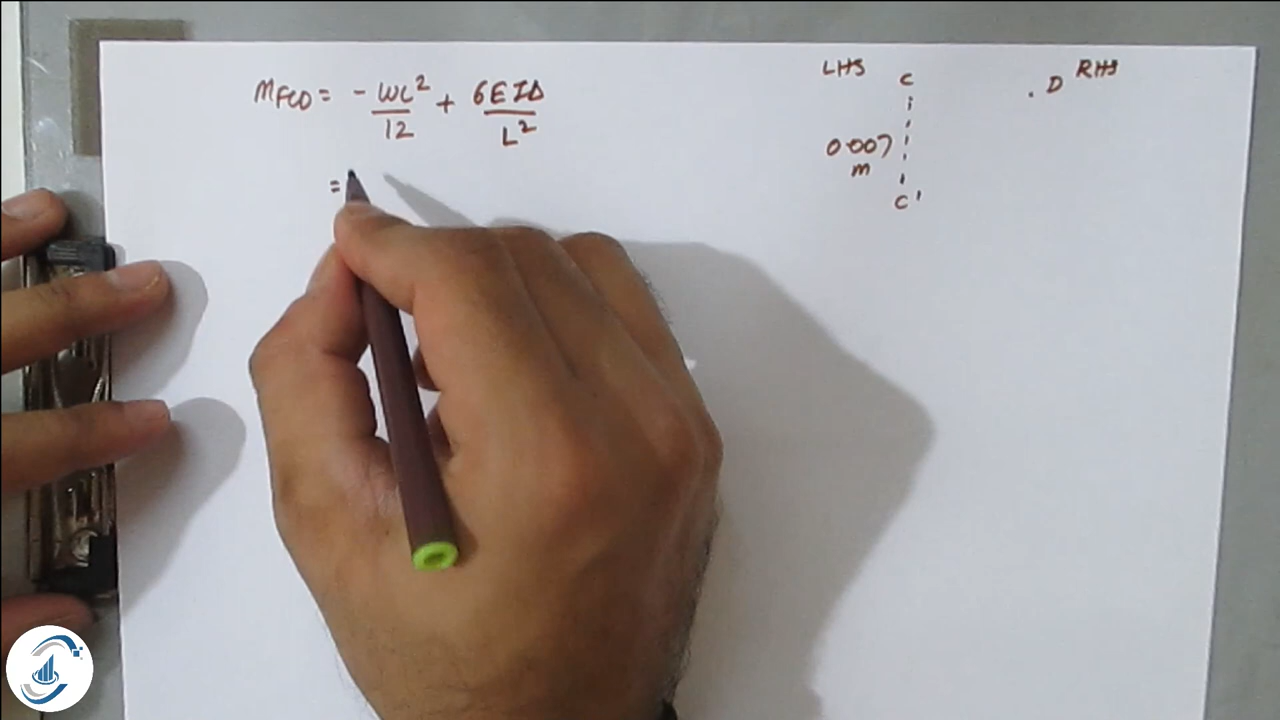 MFCD = - WL² / 12 + 6EIΔ / L²
=
LHS C . D RHS
0.007 m
C'